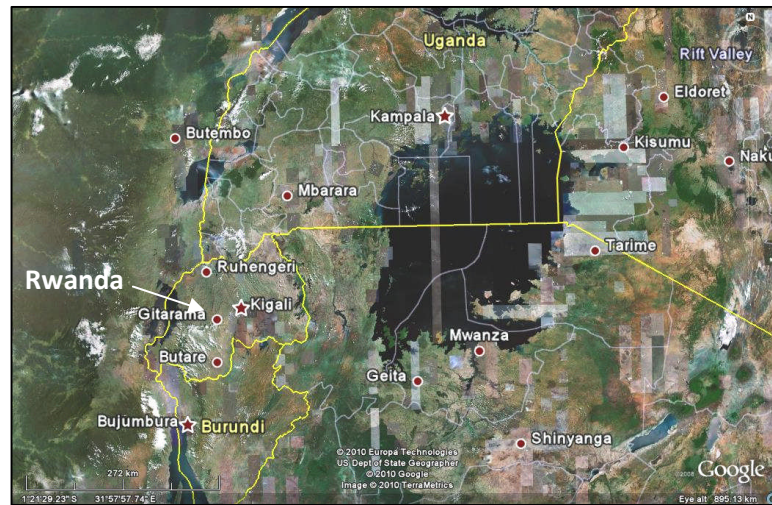 N
Uganda
Rift Valley
Eldoret
Kampala
Butembo
Kisumu
Naku
Mbarara
Tarime
Ruhengeri
Rwanda
Kigali
Gitarama
Mwanza
Butare
Geita
Bujumbura
Burundi
Shinyanga
© 2010 Europa Technologies
US Dept of State Geographer
© 2010 Google
Image © 2010 TerraMetrics
©2009 Google
272 km
1°21'29.23" S 31°57'57.74" E
Eye alt 895.13 km